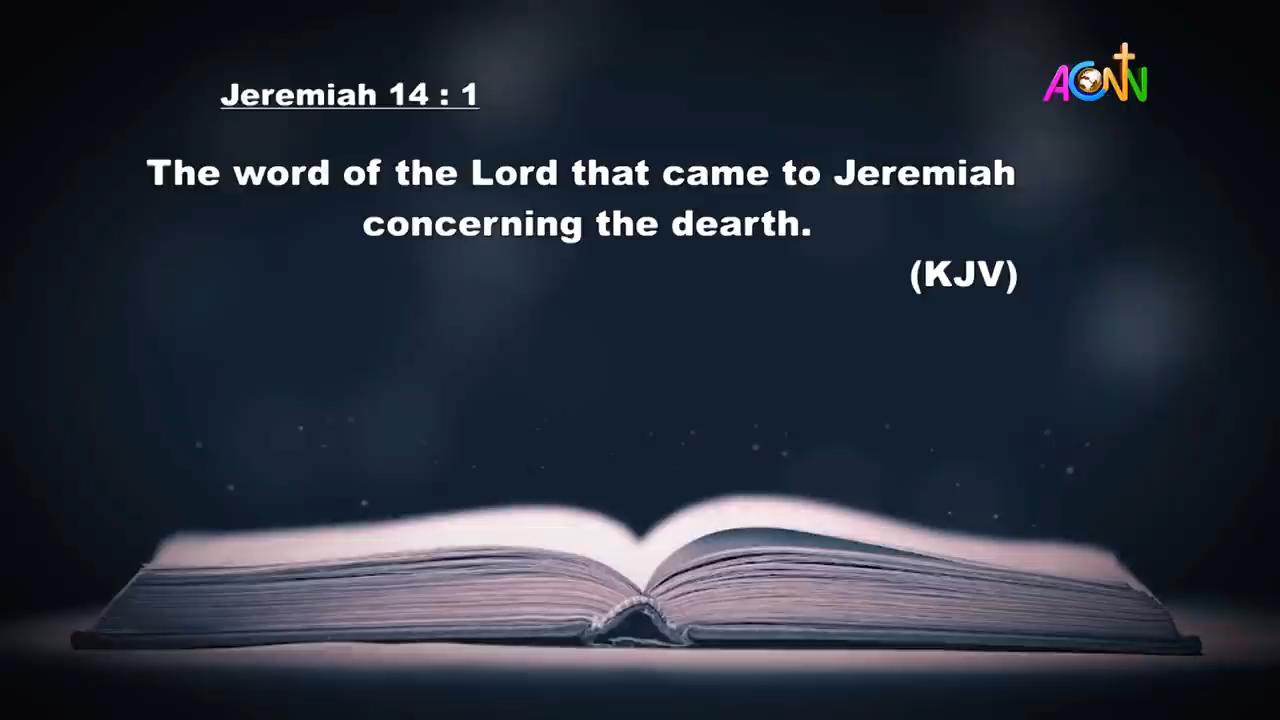 Jeremiah 14 : 1
ACNN
The word of the Lord that came to Jeremiah
concerning the dearth.
(KJV)